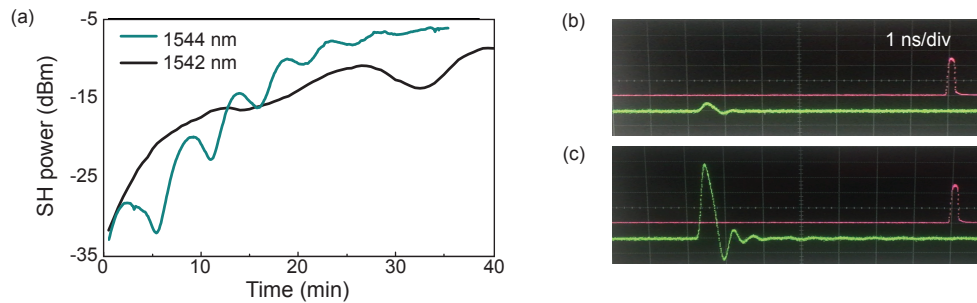 (a)
-5
-15
-25
-35
SH power (dBm)
1544 nm
1542 nm
0
10
20
30
40
Time (min)
(b)
1 ns/div
(c)